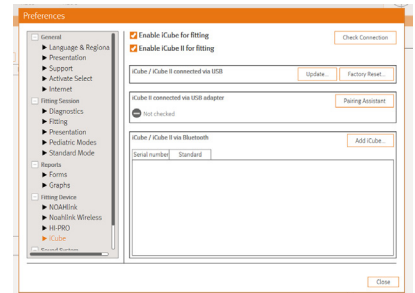 Preferences
General
Language & Regiona
Presentation
Support
Activate Select
Internet
Fitting Session
Diagnostics
Fitting
Presentation
Pediatric Modes
Standard Mode
Reports
Forms
Graphs
Fitting Device
NOAHlink
Noahlink Wireless
HI-PRO
iCube
Sound System
Enable iCube for fitting
Check Connection
Enable iCube II for fitting
iCube / iCube II connected via USB
Update...
Factory Reset...
iCube II connected via USB adapter
Pairing Assistant
Not checked
iCube / iCube II via Bluetooth
Add iCube...
Serial number Standard
Close